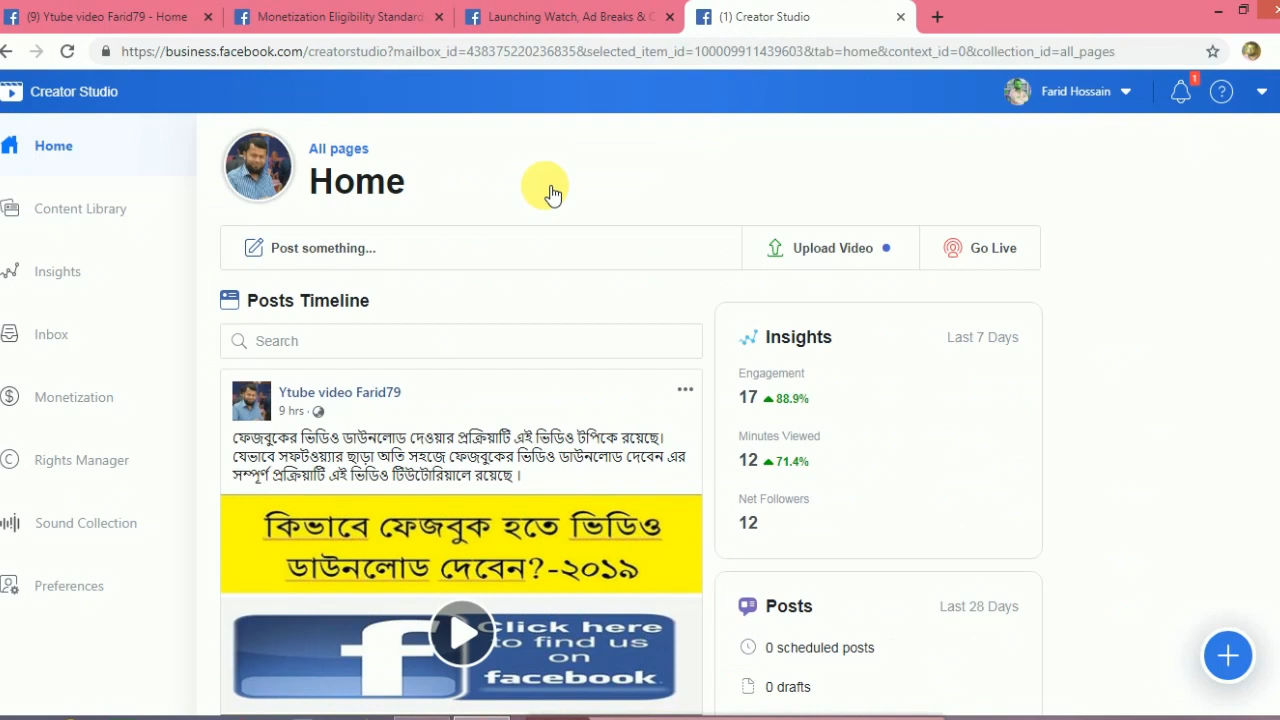 (9) Ytube video Farid79 - Home
Monetization Eligibility Standard
Launching Watch, Ad Breaks & C
(1) Creator Studio
https://business.facebook.com/creatorstudio?mailbox_id=438375220236835&selected_item_id=100009911439603&tab=home&context_id=0&collection_id=all_pages
Creator Studio
Farid Hossain
1
Home
Content Library
Insights
Inbox
Monetization
Rights Manager
Sound Collection
Preferences
All pages
Home
Post something...
Upload Video
Go Live
Posts Timeline
Search
Ytube video Farid79
9 hrs
ফেজবুকের ভিডিও ডাউনলোড দেওয়ার প্রক্রিয়াটি এই ভিডিও টপিকে রয়েছে।
যেভাবে সফটওয়্যার ছাড়া অতি সহজে ফেজবুকের ভিডিও ডাউনলোড দেবেন এর
সম্পূর্ণ প্রক্রিয়াটি এই ভিডিও টিউটোরিয়ালে রয়েছে।
কিভাবে ফেজবুক হতে ভিডিও
ডাউনলোড দেবেন?-২০১৯
f
Click here
to find us
on
facebook.
Insights
Last 7 Days
Engagement
17 88.9%
Minutes Viewed
12 71.4%
Net Followers
12
Posts
Last 28 Days
0 scheduled posts
0 drafts